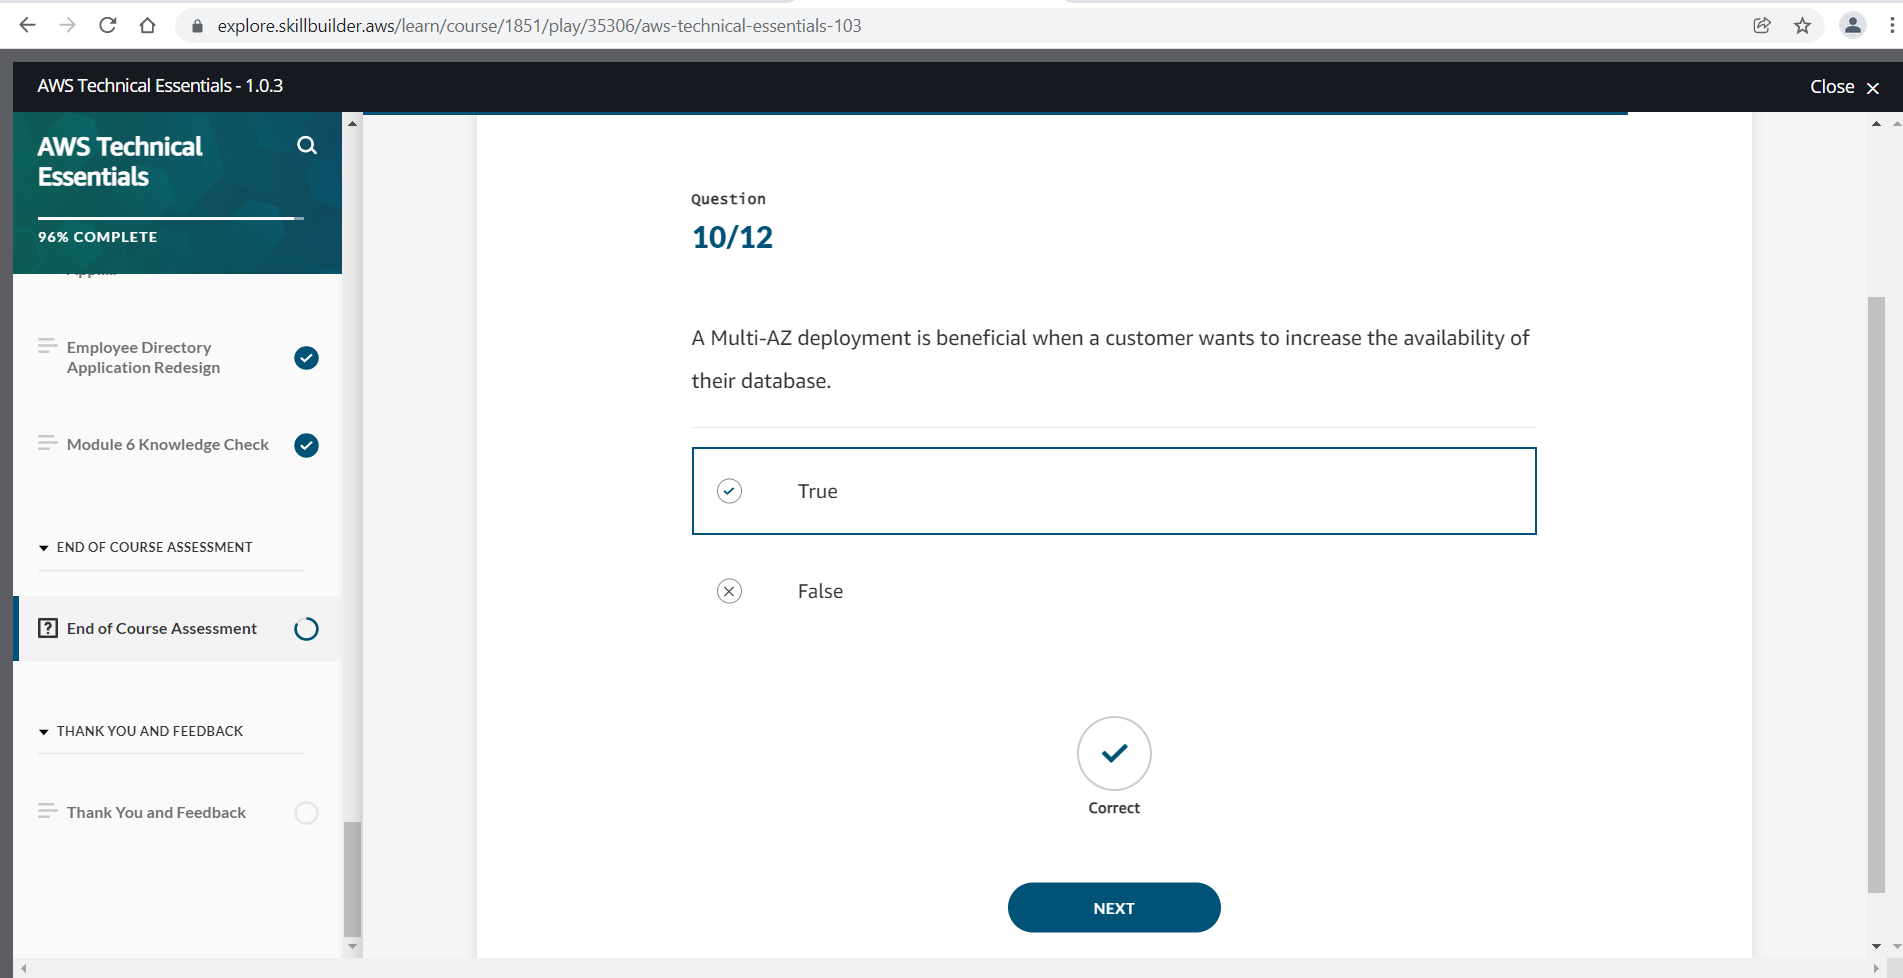 explore.skillbuilder.aws/learn/course/1851/play/35306/aws-technical-essentials-103
AWS Technical Essentials - 1.0.3
Close
AWS Technical
Essentials
96% COMPLETE
Employee Directory
Application Redesign
Module 6 Knowledge Check
END OF COURSE ASSESSMENT
End of Course Assessment
THANK YOU AND FEEDBACK
Thank You and Feedback
Question
10/12
A Multi-AZ deployment is beneficial when a customer wants to increase the availability of
their database.
True
False
Correct
NEXT